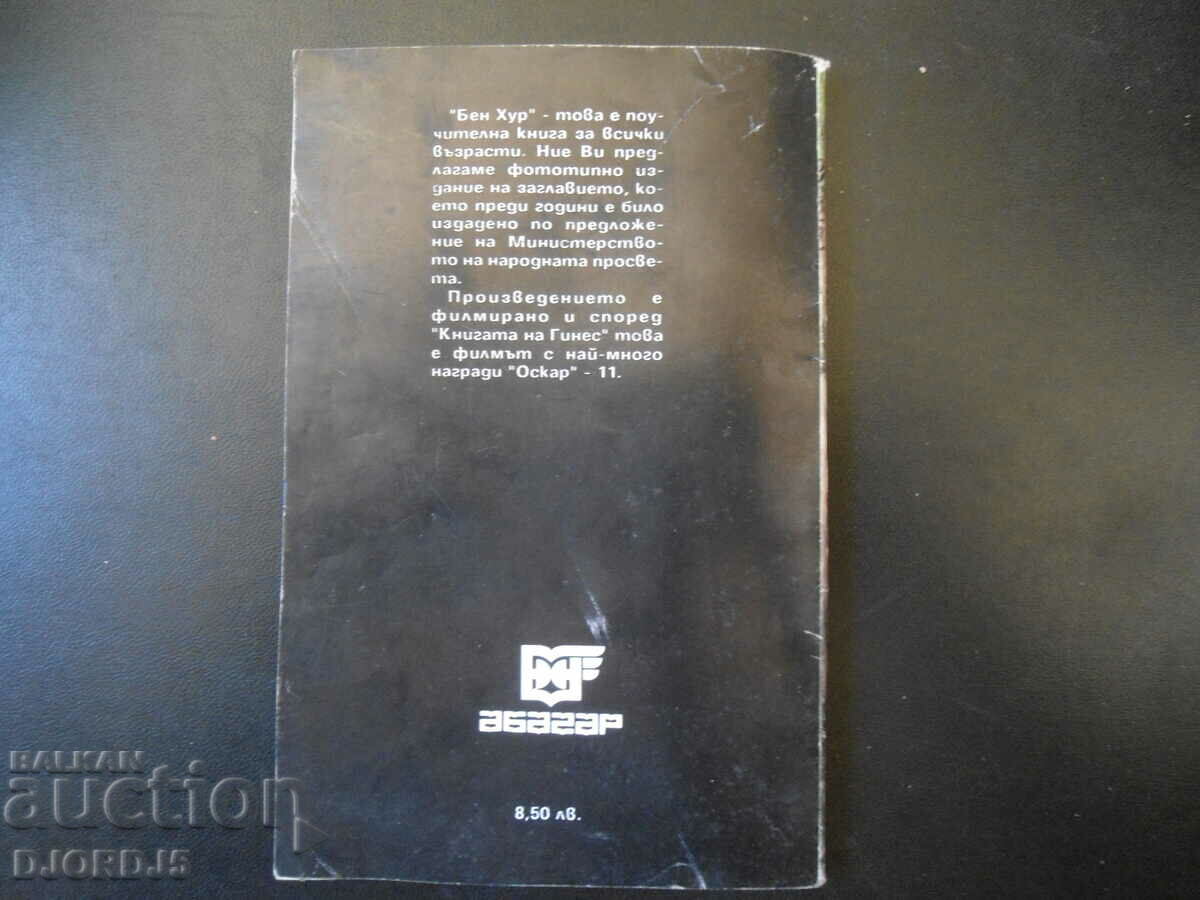 "Бен Хур" - това е поу-
чителна книга за всички
възрасти. Ние Ви пред-
лагаме фототипно из-
дание на заглавието, ко-
ето преди години е било
издадено по предложе-
ние на Министерство-
то на народната просве-
та.
Произведението е
филмирано и според
"Книгата на Гинес" това
е филмът с най-много
награди "Оскар" - 11.
абагар
8,50 лв.
BALKAN
auction
DJORDJ5